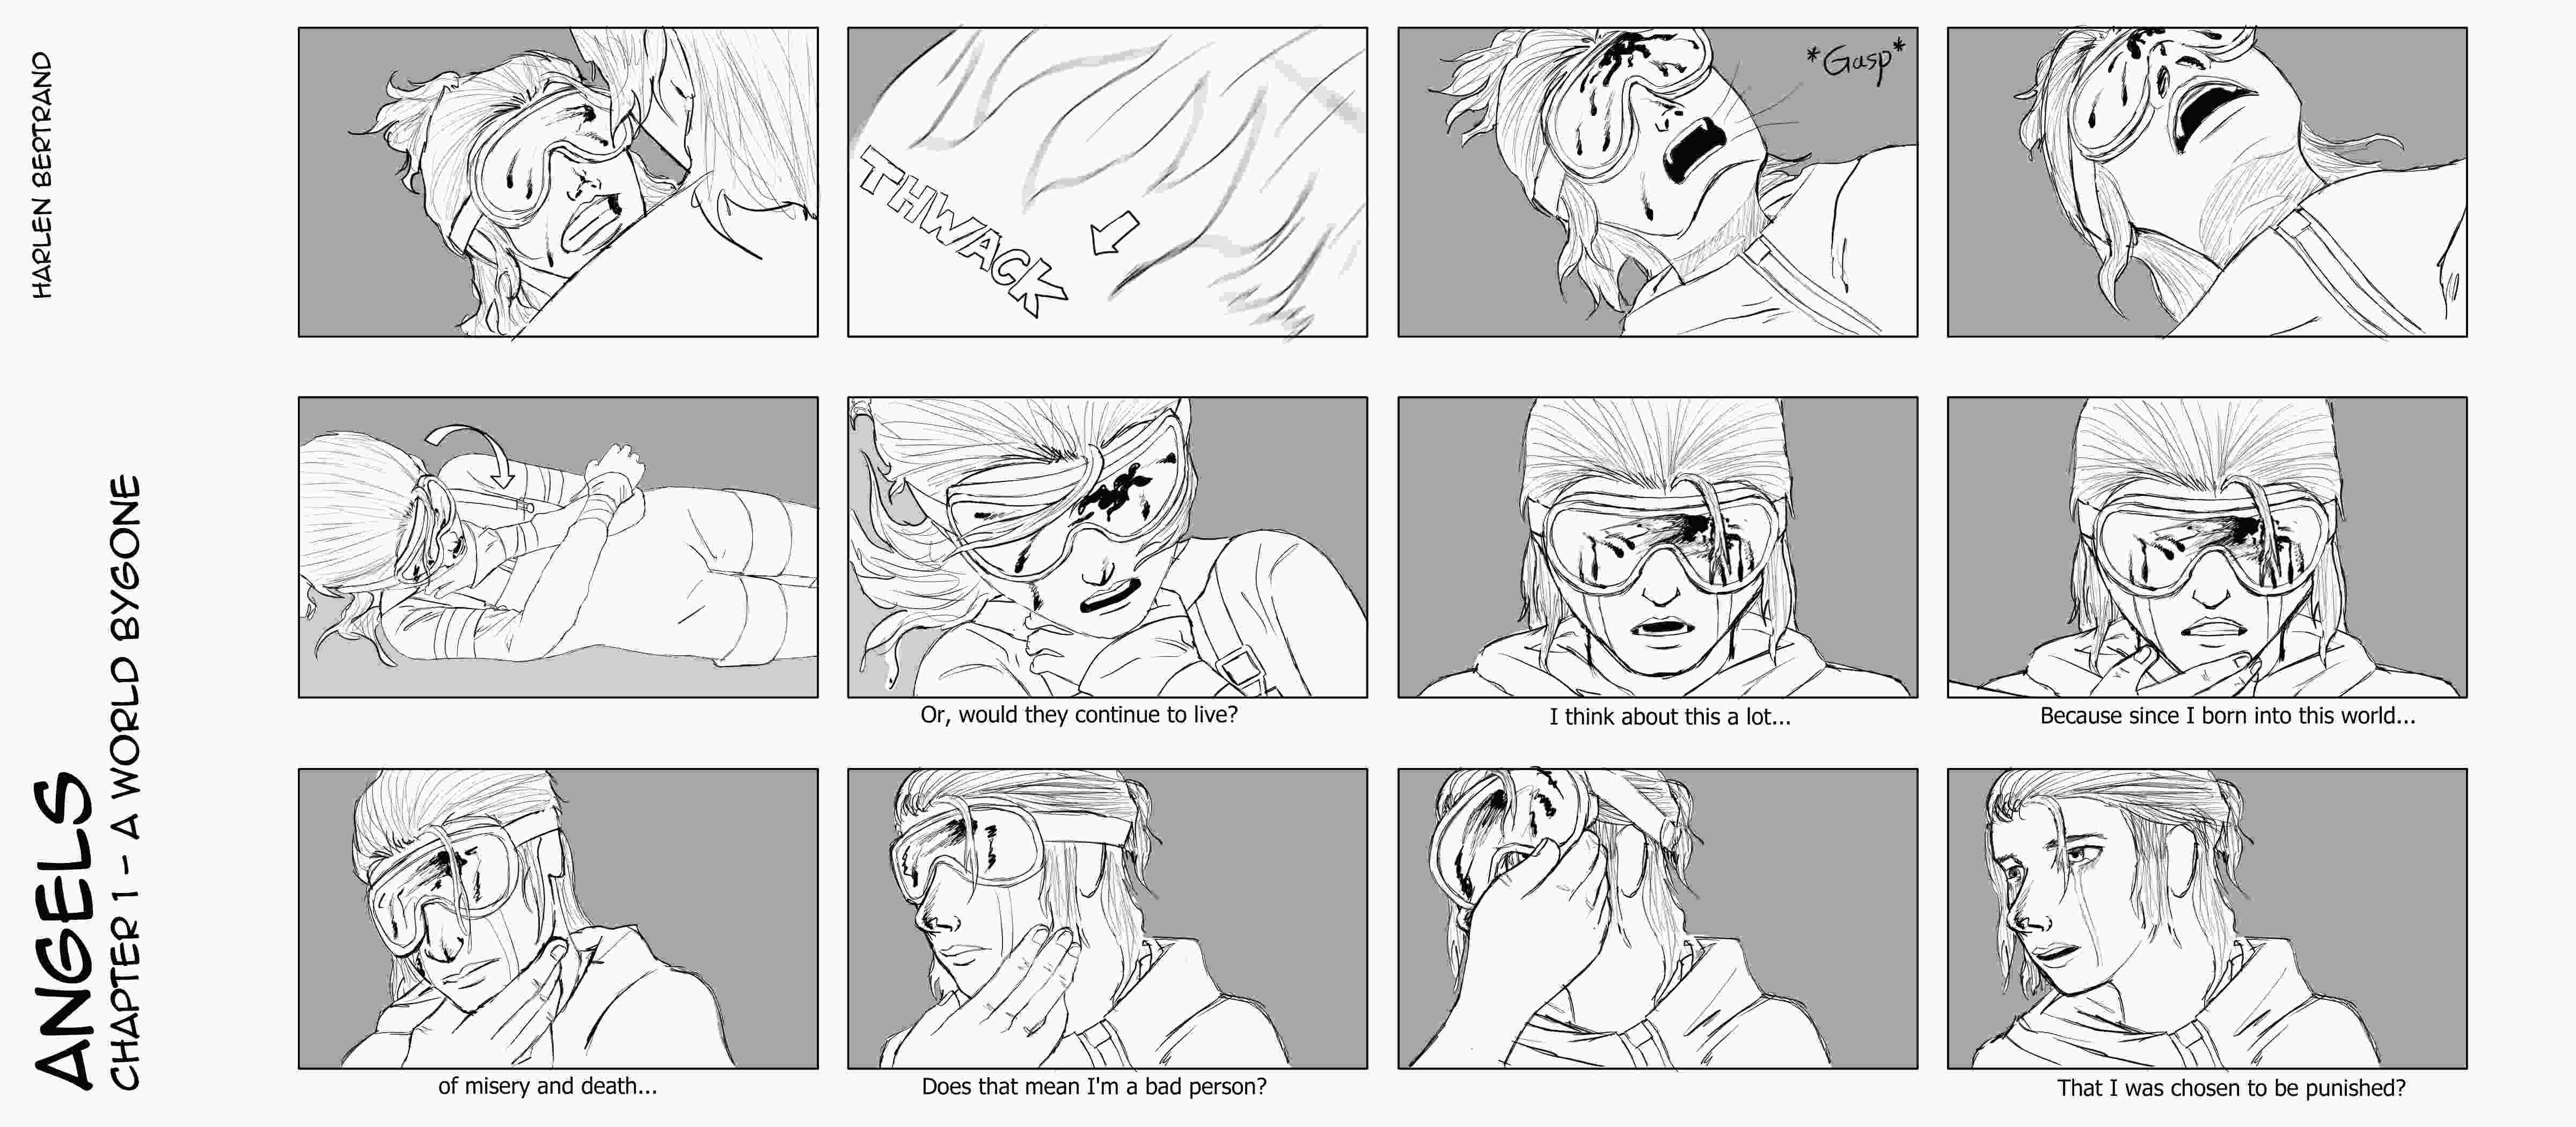 HARLEN BERTRAND
ANGELS
CHAPTER 1 - A WORLD BYGONE
THWACK
*Gasp*
Or, would they continue to live?
I think about this a lot...
Because since I born into this world...
of misery and death...
Does that mean I'm a bad person?
That I was chosen to be punished?